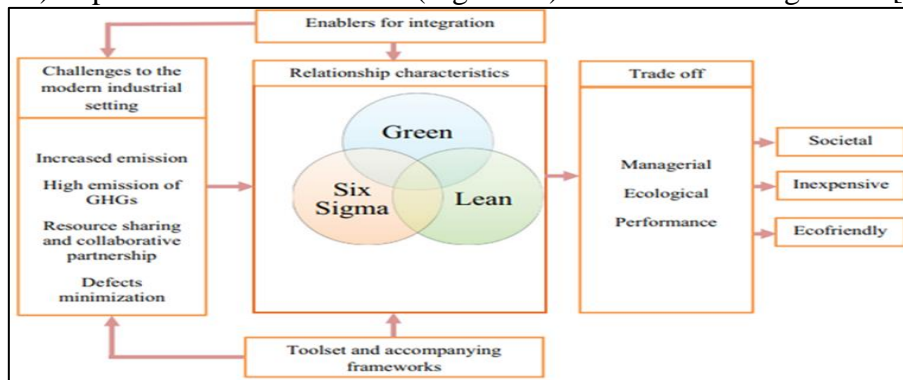 Enablers for integration
Challenges to the
modern industrial
setting
Increased emission
High emission of
GHGs
Resource sharing
and collaborative
partnership
Defects
minimization
Relationship characteristics
Green
Six
Sigma
Lean
Trade off
Managerial
Ecological
Performance
Societal
Inexpensive
Ecofriendly
Toolset and accompanying
frameworks